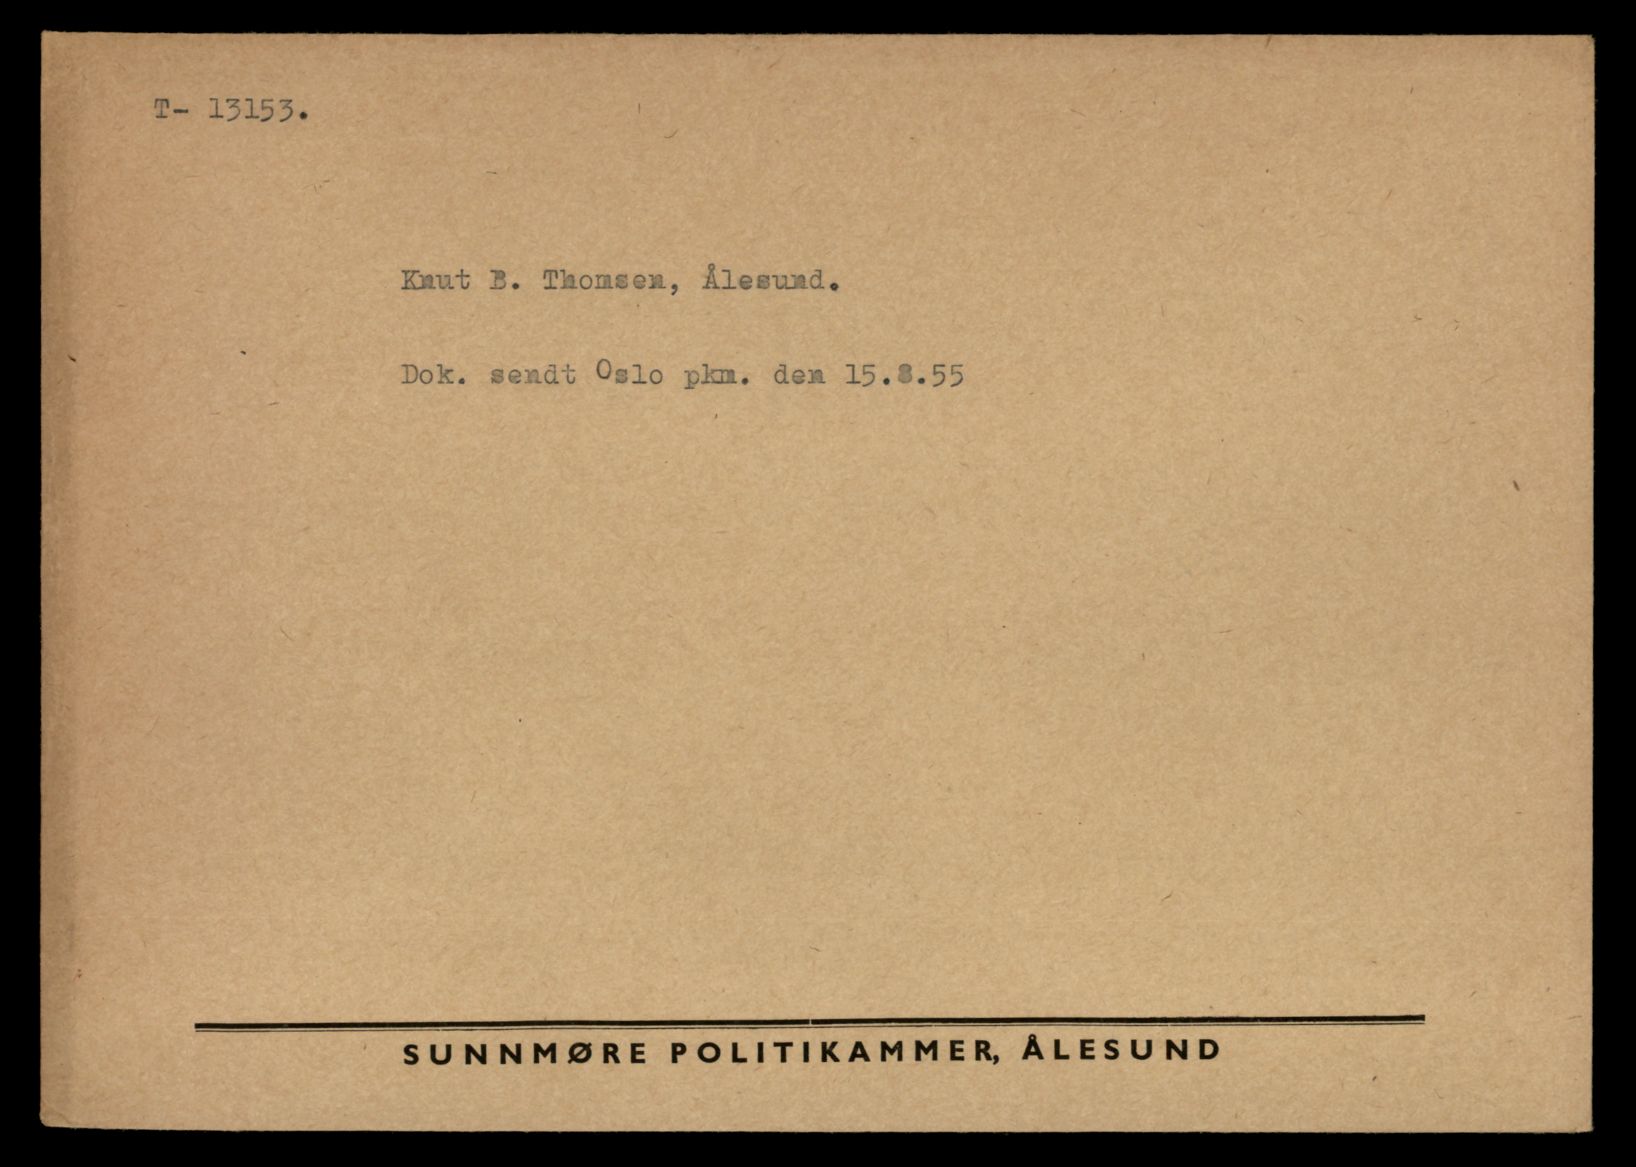 T- 13153.
Knut B. Thomsen, Ålesund.
Dok. sendt Oslo pkm. den 15.8.55
SUNNMØRE POLITIKAMMER, ÅLESUND